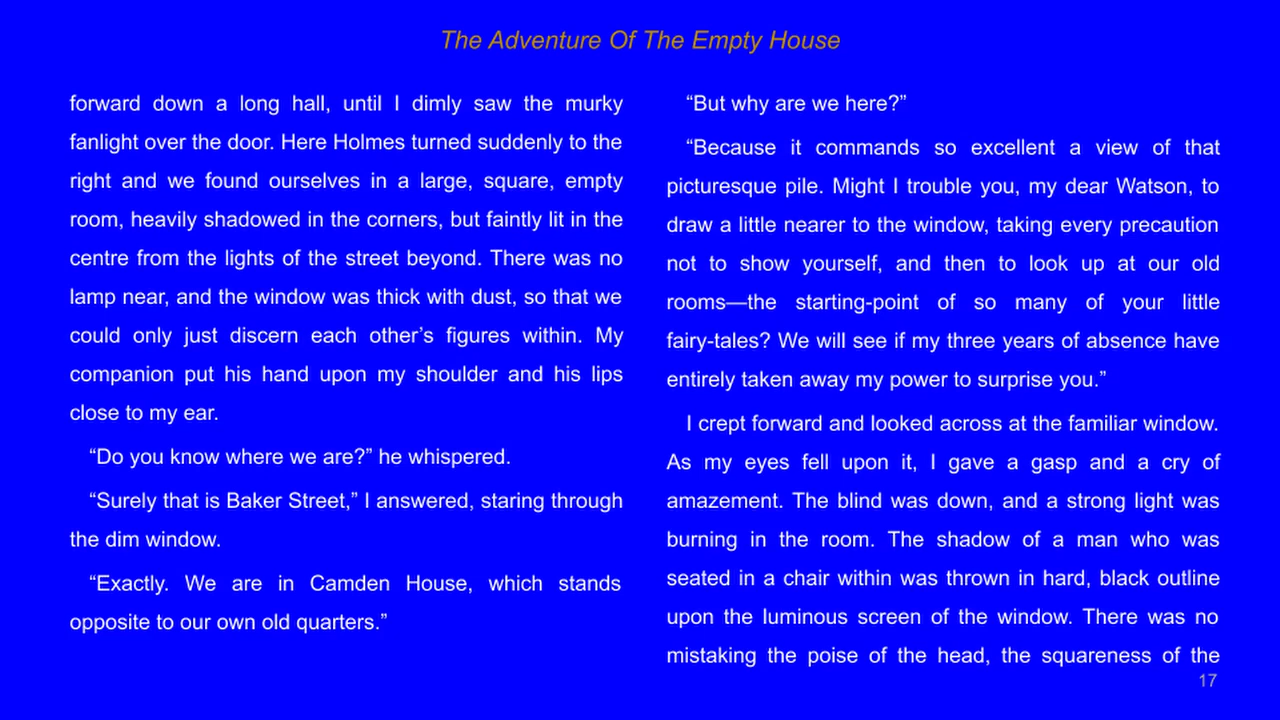 The Adventure Of The Empty House
forward down a long hall, until I dimly saw the murky
fanlight over the door. Here Holmes turned suddenly to the
right and we found ourselves in a large, square, empty
room, heavily shadowed in the corners, but faintly lit in the
centre from the lights of the street beyond. There was no
lamp near, and the window was thick with dust, so that we
could only just discern each other’s figures within. My
companion put his hand upon my shoulder and his lips
close to my ear.
“Do you know where we are?” he whispered.
“Surely that is Baker Street,” I answered, staring through
the dim window.
“Exactly. We are in Camden House, which stands
opposite to our own old quarters.”
“But why are we here?”
“Because it commands so excellent a view of that
picturesque pile. Might I trouble you, my dear Watson, to
draw a little nearer to the window, taking every precaution
not to show yourself, and then to look up at our old
rooms—the starting-point of so many of your little
fairy-tales? We will see if my three years of absence have
entirely taken away my power to surprise you.”
I crept forward and looked across at the familiar window.
As my eyes fell upon it, I gave a gasp and a cry of
amazement. The blind was down, and a strong light was
burning in the room. The shadow of a man who was
seated in a chair within was thrown in hard, black outline
upon the luminous screen of the window. There was no
mistaking the poise of the head, the squareness of the
17